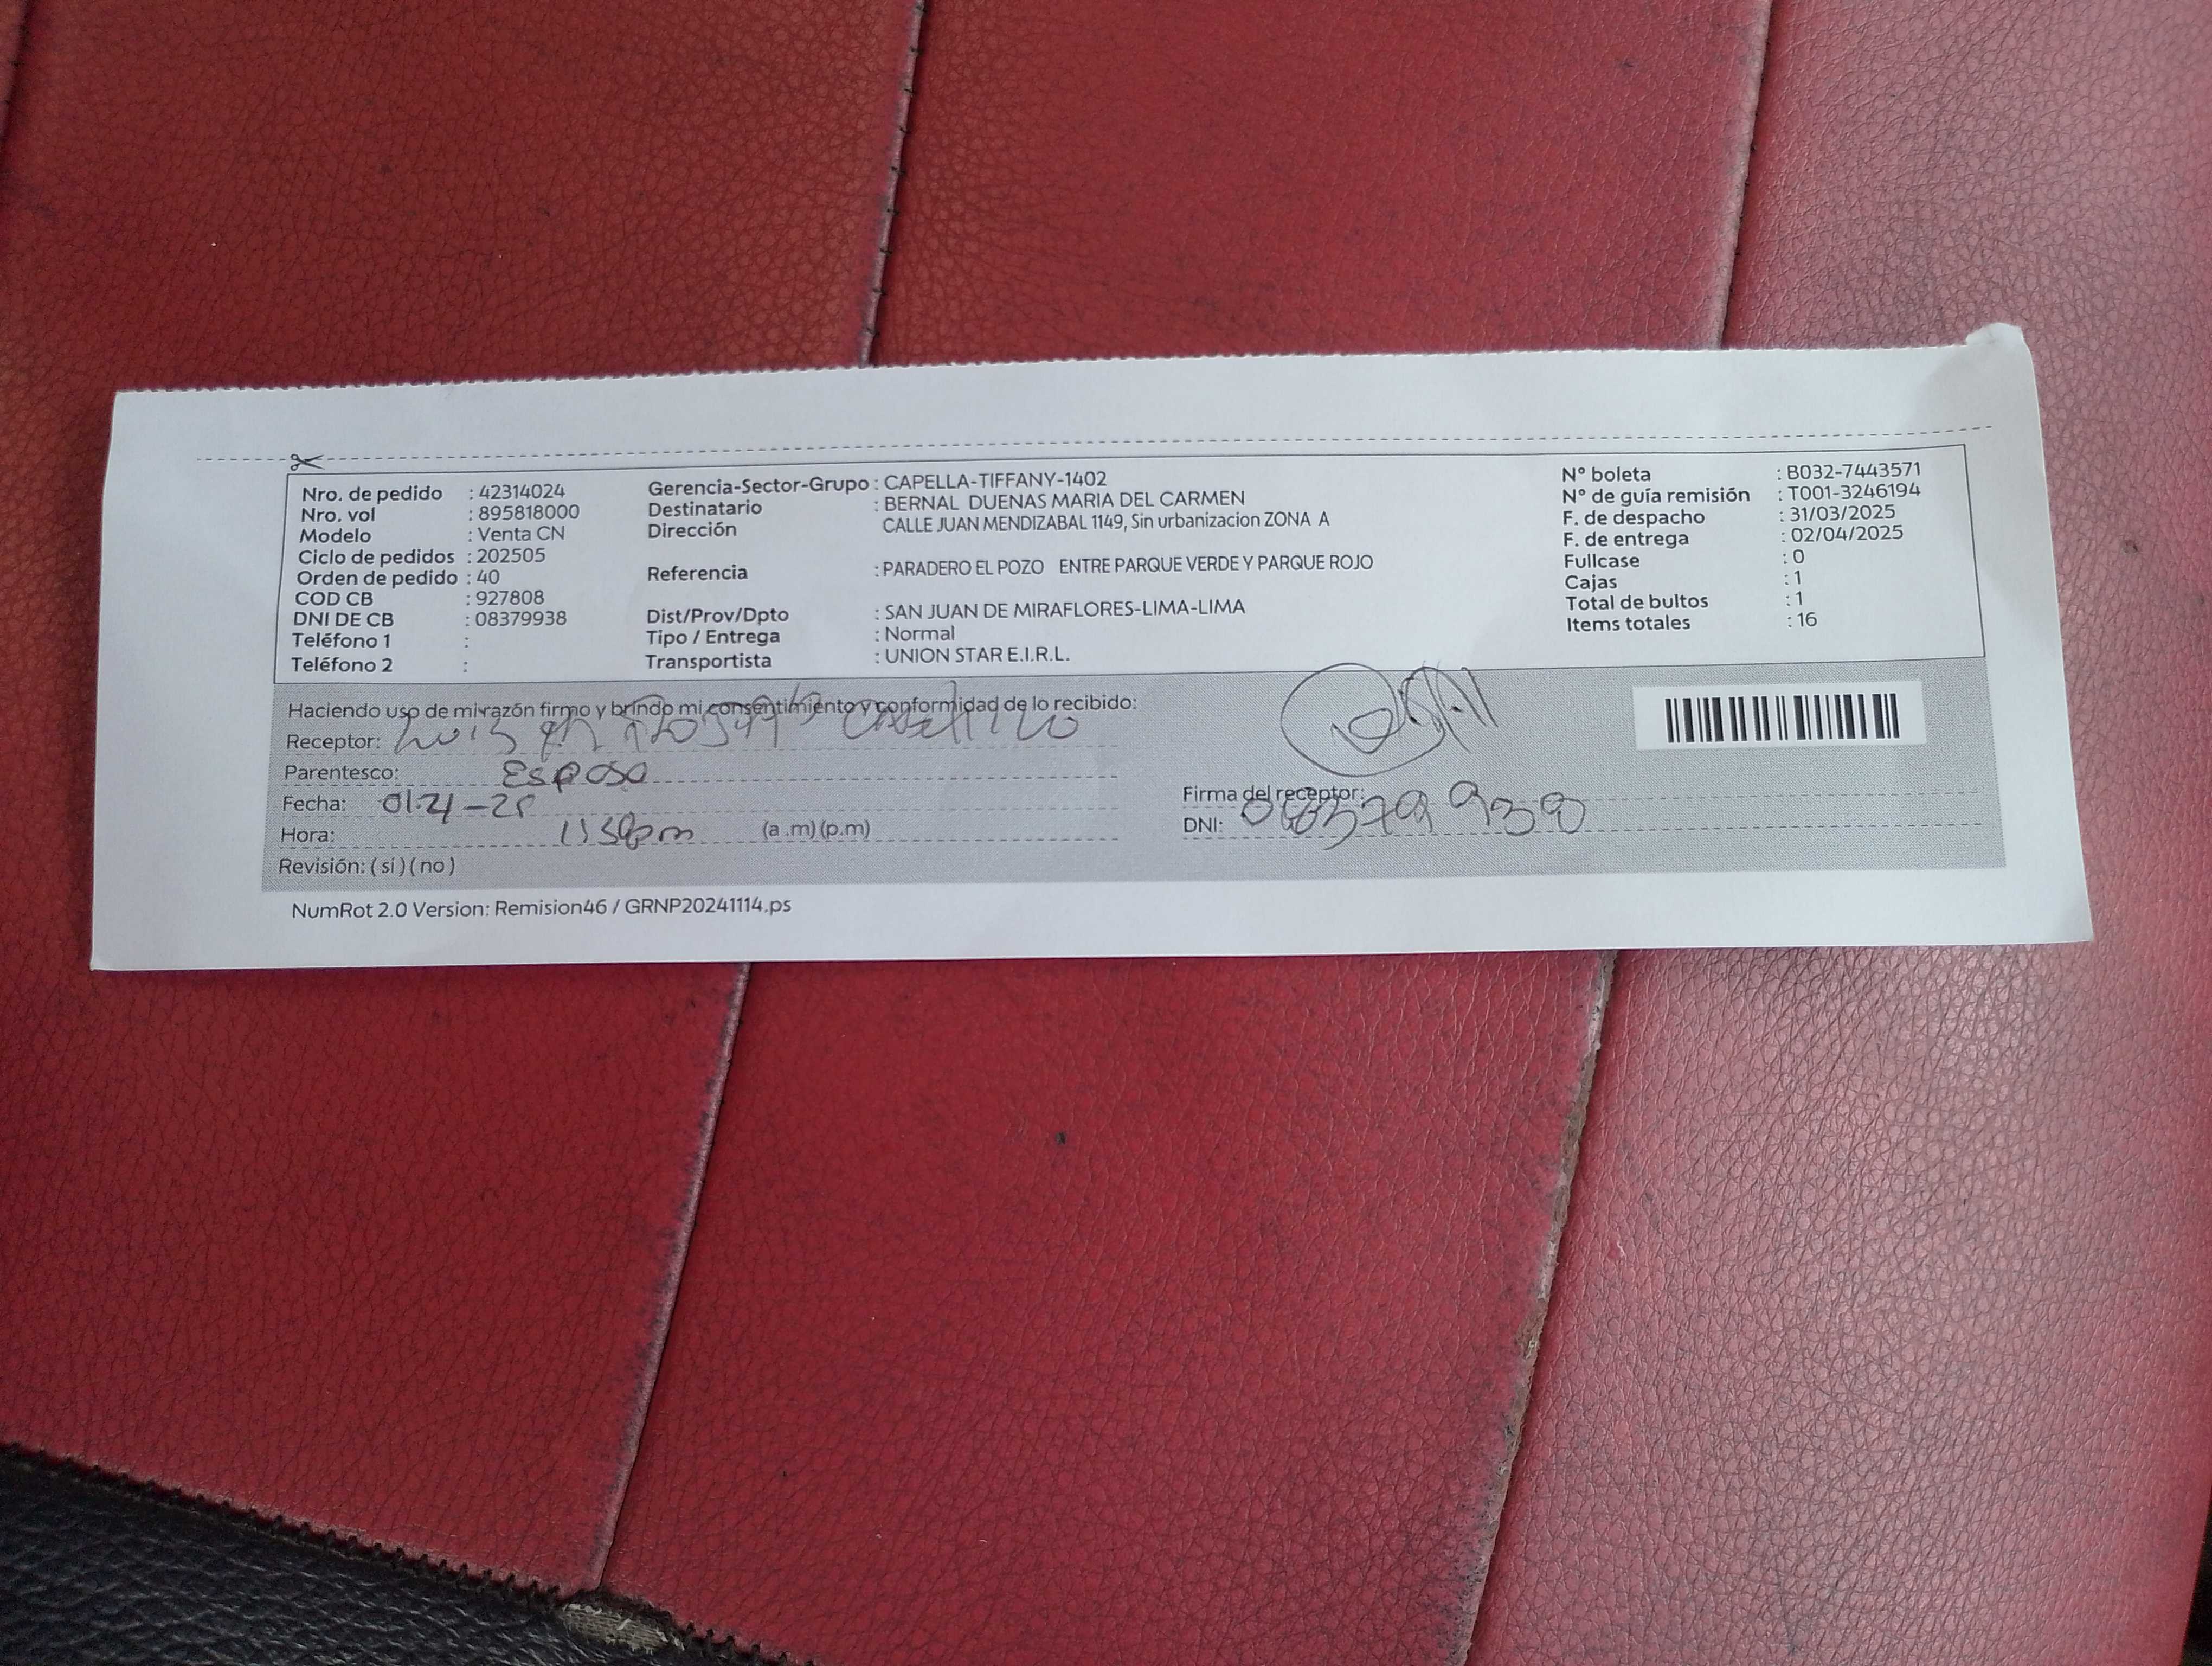 Nro. de pedido : 42314024
Nro. vol : 895818000
Modelo : Venta CN
Ciclo de pedidos : 202505
Orden de pedido : 40
COD CB : 927808
DNI DE CB : 08379938
Teléfono 1 :
Teléfono 2 :
Gerencia-Sector-Grupo : CAPELLA-TIFFANY-1402
Destinatario : BERNAL DUENAS MARIA DEL CARMEN
Dirección CALLE JUAN MENDIZABAL 1149, Sin urbanizacion ZONA A
Referencia : PARADERO EL POZO ENTRE PARQUE VERDE Y PARQUE ROJO
Dist/Prov/Dpto : SAN JUAN DE MIRAFLORES-LIMA-LIMA
Tipo / Entrega : Normal
Transportista : UNION STAR E.I.R.L.
N° boleta : B032-7443571
N° de guía remisión : T001-3246194
F. de despacho : 31/03/2025
F. de entrega : 02/04/2025
Fullcase : 0
Cajas : 1
Total de bultos : 1
Items totales : 16
Haciendo uso de mi razón firmo y brindo mi consentimiento y conformidad de lo recibido:
Receptor: Luis
Parentesco: Esposo
Fecha:
Hora: (a.m) (p.m)
Revisión: ( si ) ( no )
Firma del receptor:
DNI: 08379938
NumRot 2.0 Version: Remision46 / GRNP20241114.ps